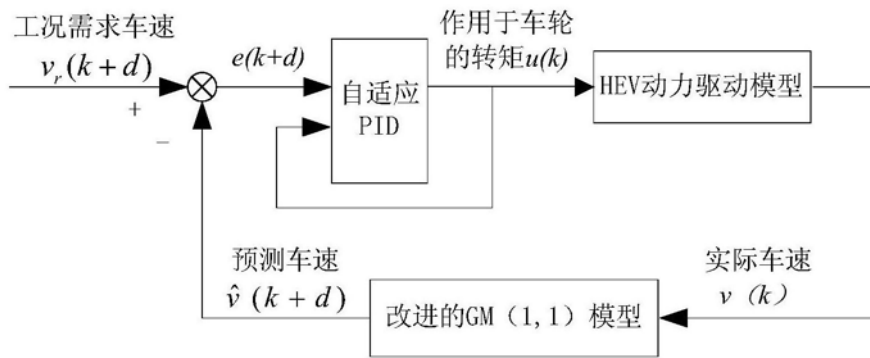 工况需求车速
v_r(k+d)
+
−
e(k+d)
自适应
PID
作用于车轮
的转矩u(k)
HEV动力驱动模型
预测车速
v̂(k+d)
改进的GM（1,1）模型
实际车速
v（k）